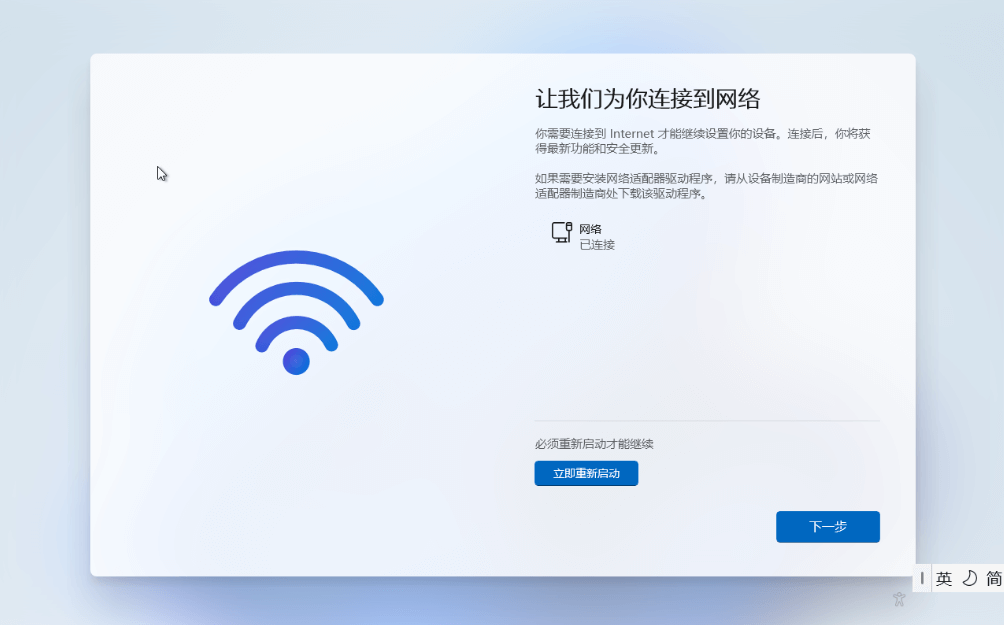 让我们为你连接到网络
你需要连接到 Internet 才能继续设置你的设备。连接后，你将获
得最新功能和安全更新。
如果需要安装网络适配器驱动程序，请从设备制造商的网站或网络
适配器制造商处下载该驱动程序。
网络
已连接
必须重新启动才能继续
立即重新启动
下一步
英 简